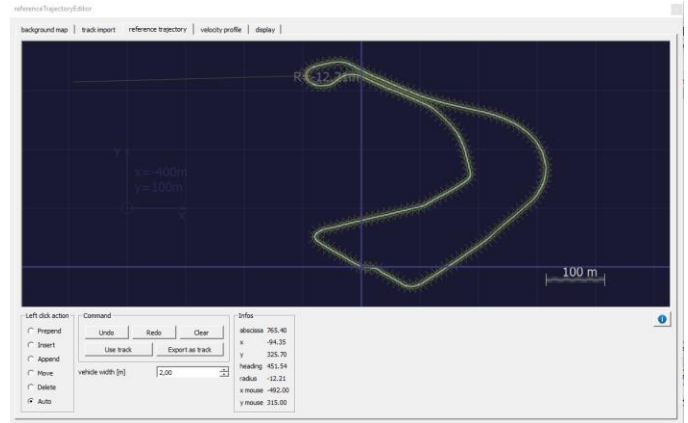 referenceTrajectoryEditor
background map | track import | reference trajectory | velocity profile | display |
R=-12.21m
Y
x=-400m
y=100m
X
100 m
Left click action
Prepend
Insert
Append
Move
Delete
Auto
Command
Undo Redo Clear
Use track Export as track
vehicle width [m] 2,00
Infos
abscissa 765.40
x -94.35
y 325.70
heading 451.54
radius -12.21
x mouse -492.00
y mouse 315.00